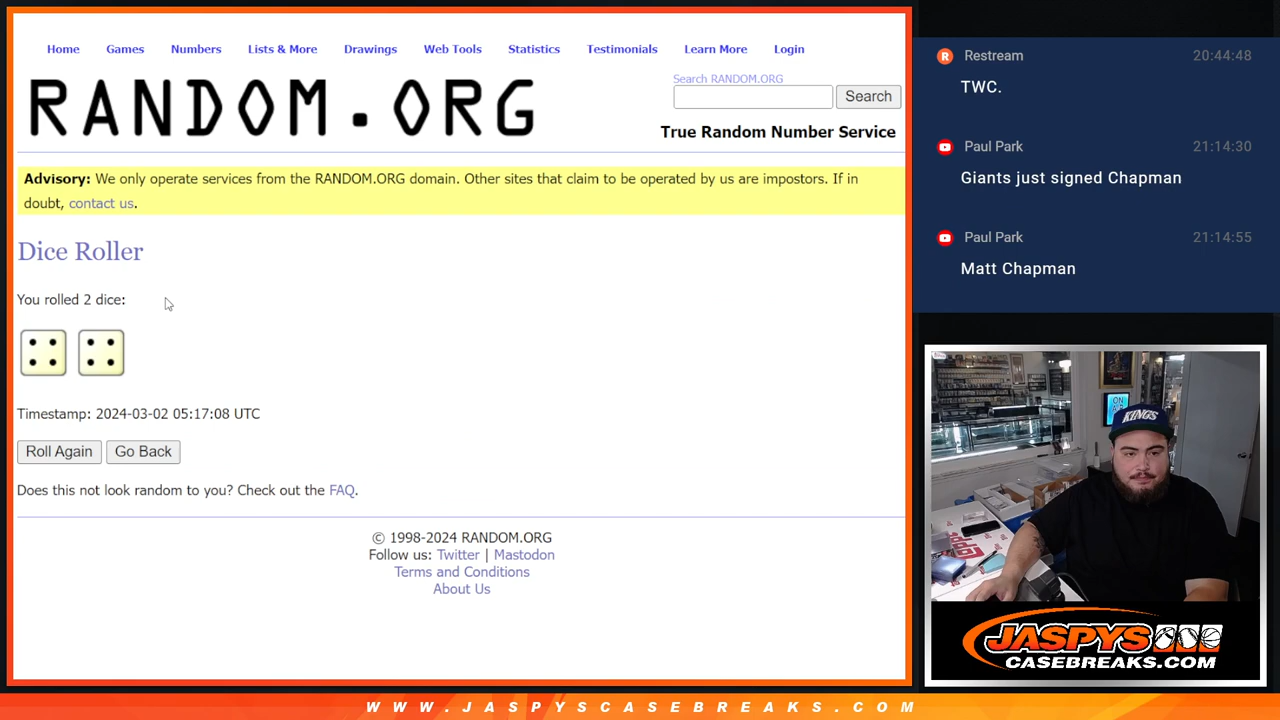 Home Games Numbers Lists & More Drawings Web Tools Statistics Testimonials Learn More Login
RANDOM.ORG
Search RANDOM.ORG
Search
True Random Number Service
Advisory: We only operate services from the RANDOM.ORG domain. Other sites that claim to be operated by us are impostors. If in
doubt, contact us.
Dice Roller
You rolled 2 dice:
Timestamp: 2024-03-02 05:17:08 UTC
Roll Again Go Back
Does this not look random to you? Check out the FAQ.
© 1998-2024 RANDOM.ORG
Follow us: Twitter | Mastodon
Terms and Conditions
About Us
R Restream 20:44:48
TWC.
Paul Park 21:14:30
Giants just signed Chapman
Paul Park 21:14:55
Matt Chapman
ON
KINGS
JASPYS
CASEBREAKS.COM
WWW.JASPYSCASEBREAKS.COM